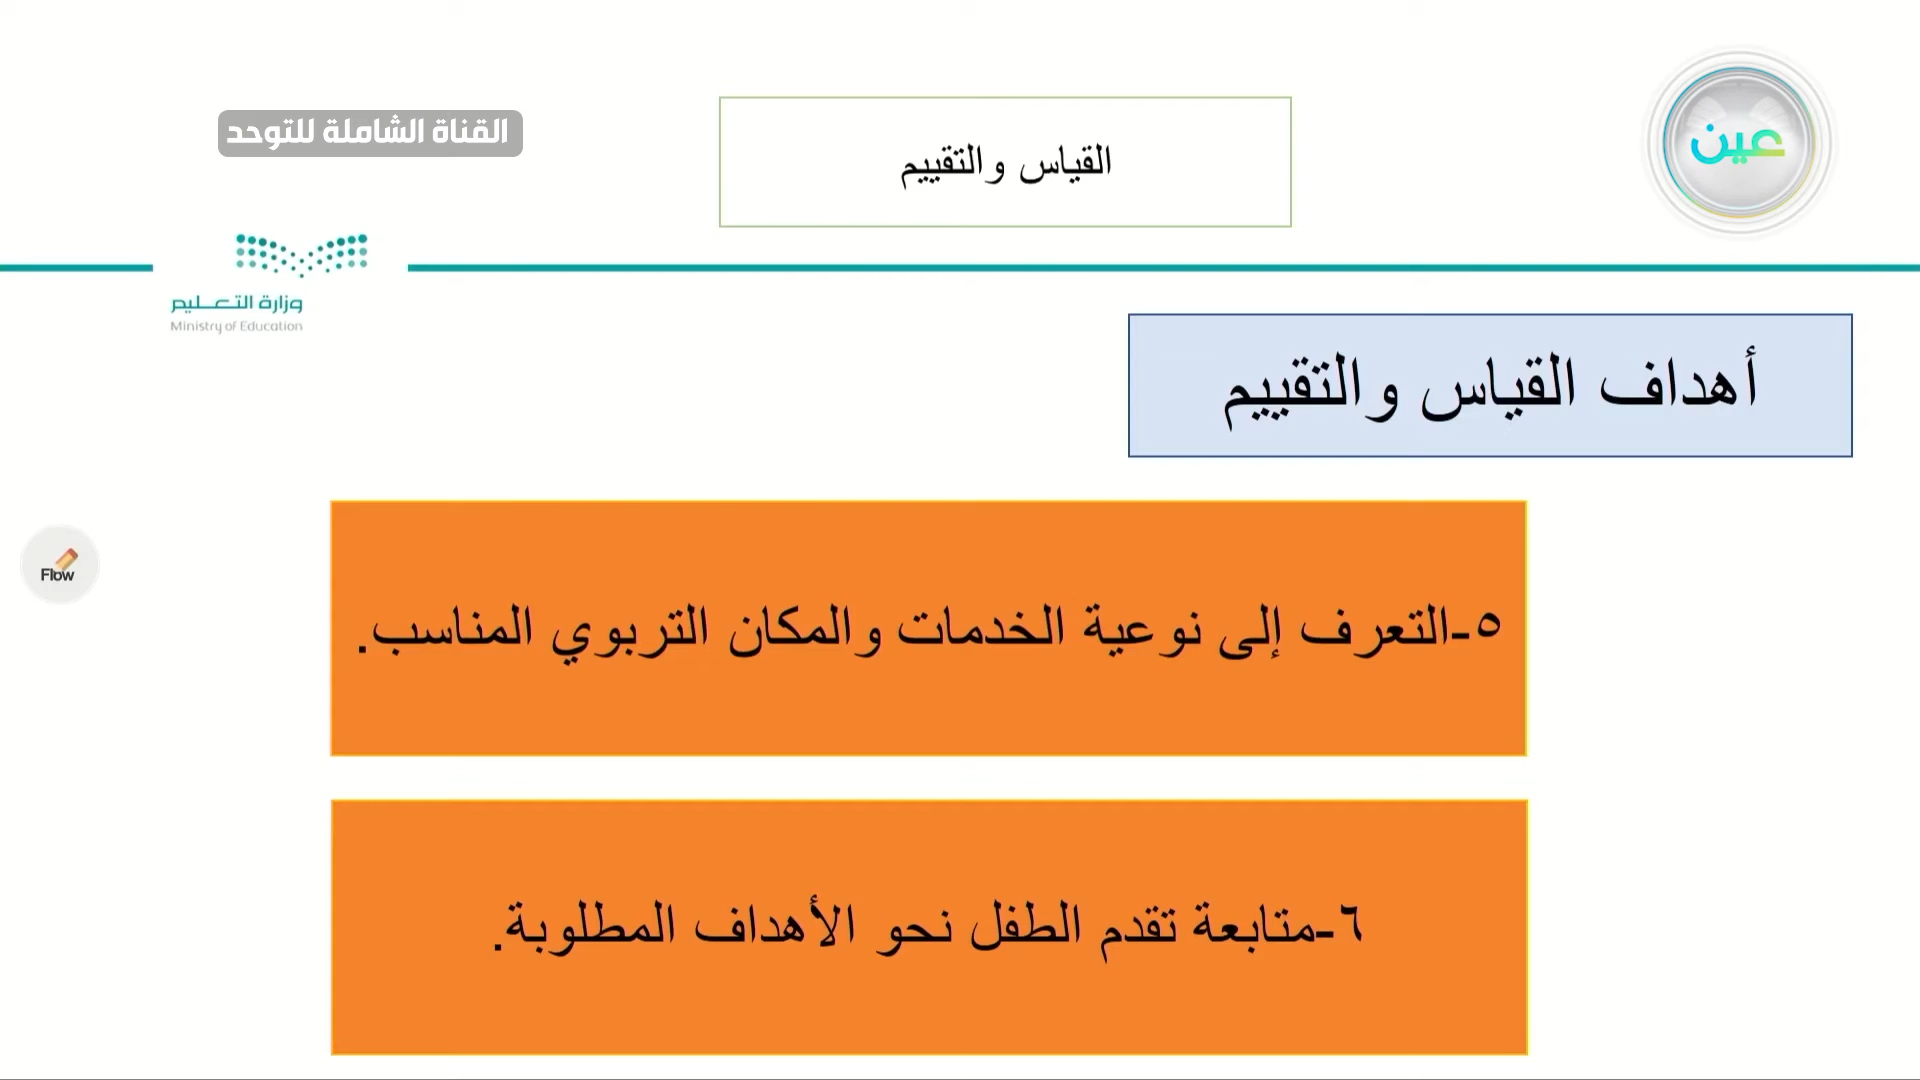 عين
القياس والتقييم
القناة الشاملة للتوحد
وزارة التعليم
Ministry of Education
أهداف القياس والتقييم
٥-التعرف إلى نوعية الخدمات والمكان التربوي المناسب.
Flow
٦-متابعة تقدم الطفل نحو الأهداف المطلوبة.